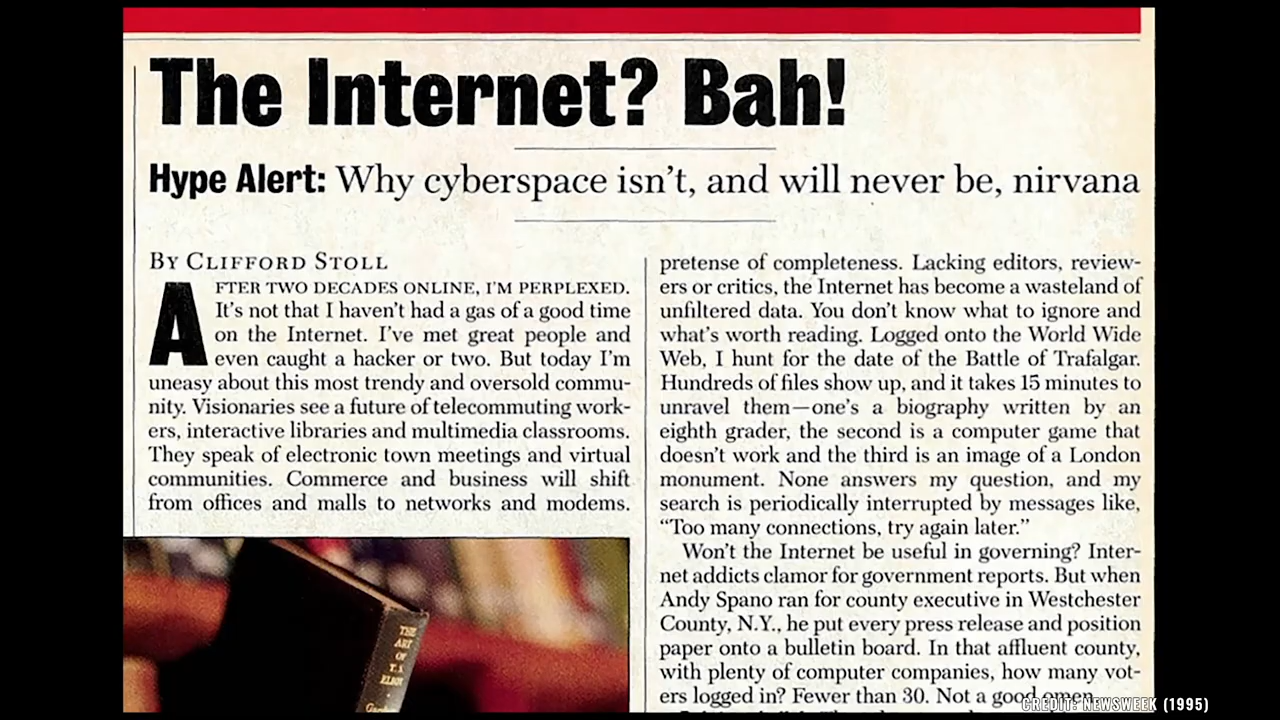 The Internet? Bah!
Hype Alert: Why cyberspace isn't, and will never be, nirvana
BY CLIFFORD STOLL
AFTER TWO DECADES ONLINE, I'M PERPLEXED.
It's not that I haven't had a gas of a good time
on the Internet. I've met great people and
even caught a hacker or two. But today I'm
uneasy about this most trendy and oversold commu-
nity. Visionaries see a future of telecommuting work-
ers, interactive libraries and multimedia classrooms.
They speak of electronic town meetings and virtual
communities. Commerce and business will shift
from offices and malls to networks and modems.
THE
ART
OF
T.S.
ELIOT
pretense of completeness. Lacking editors, review-
ers or critics, the Internet has become a wasteland of
unfiltered data. You don't know what to ignore and
what's worth reading. Logged onto the World Wide
Web, I hunt for the date of the Battle of Trafalgar.
Hundreds of files show up, and it takes 15 minutes to
unravel them—one's a biography written by an
eighth grader, the second is a computer game that
doesn't work and the third is an image of a London
monument. None answers my question, and my
search is periodically interrupted by messages like,
"Too many connections, try again later."
Won't the Internet be useful in governing? Inter-
net addicts clamor for government reports. But when
Andy Spano ran for county executive in Westchester
County, N.Y., he put every press release and position
paper onto a bulletin board. In that affluent county,
with plenty of computer companies, how many vot-
ers logged in? Fewer than 30. Not a good omen.
CREDIT: NEWSWEEK (1995)